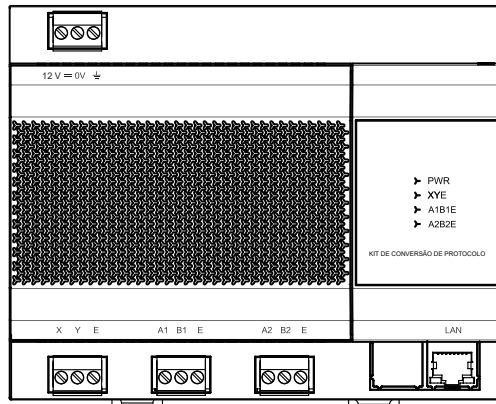 12 V ⎓ 0V ⏚
PWR
XYE
A1B1E
A2B2E
KIT DE CONVERSÃO DE PROTOCOLO
X Y E A1 B1 E A2 B2 E LAN